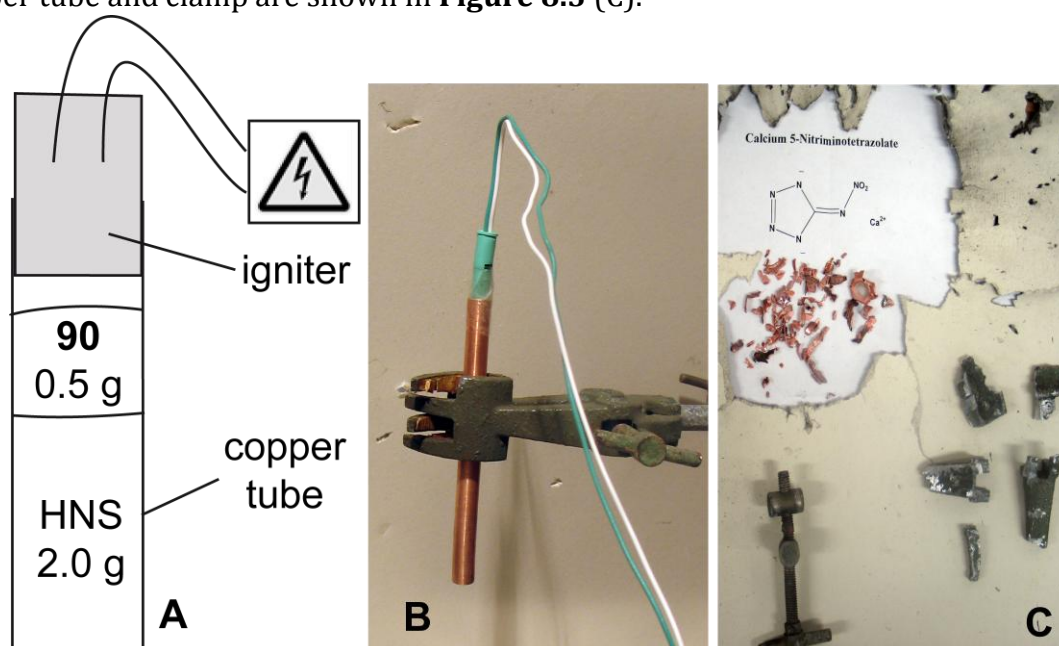 per tube and clamp are shown in Figure 8.5 (C).
igniter
90
0.5 g
copper
tube
HNS
2.0 g
A
B
Calcium 5-Nitriminotetrazolate
N
N
N
N
N
NO2
Ca2+
C